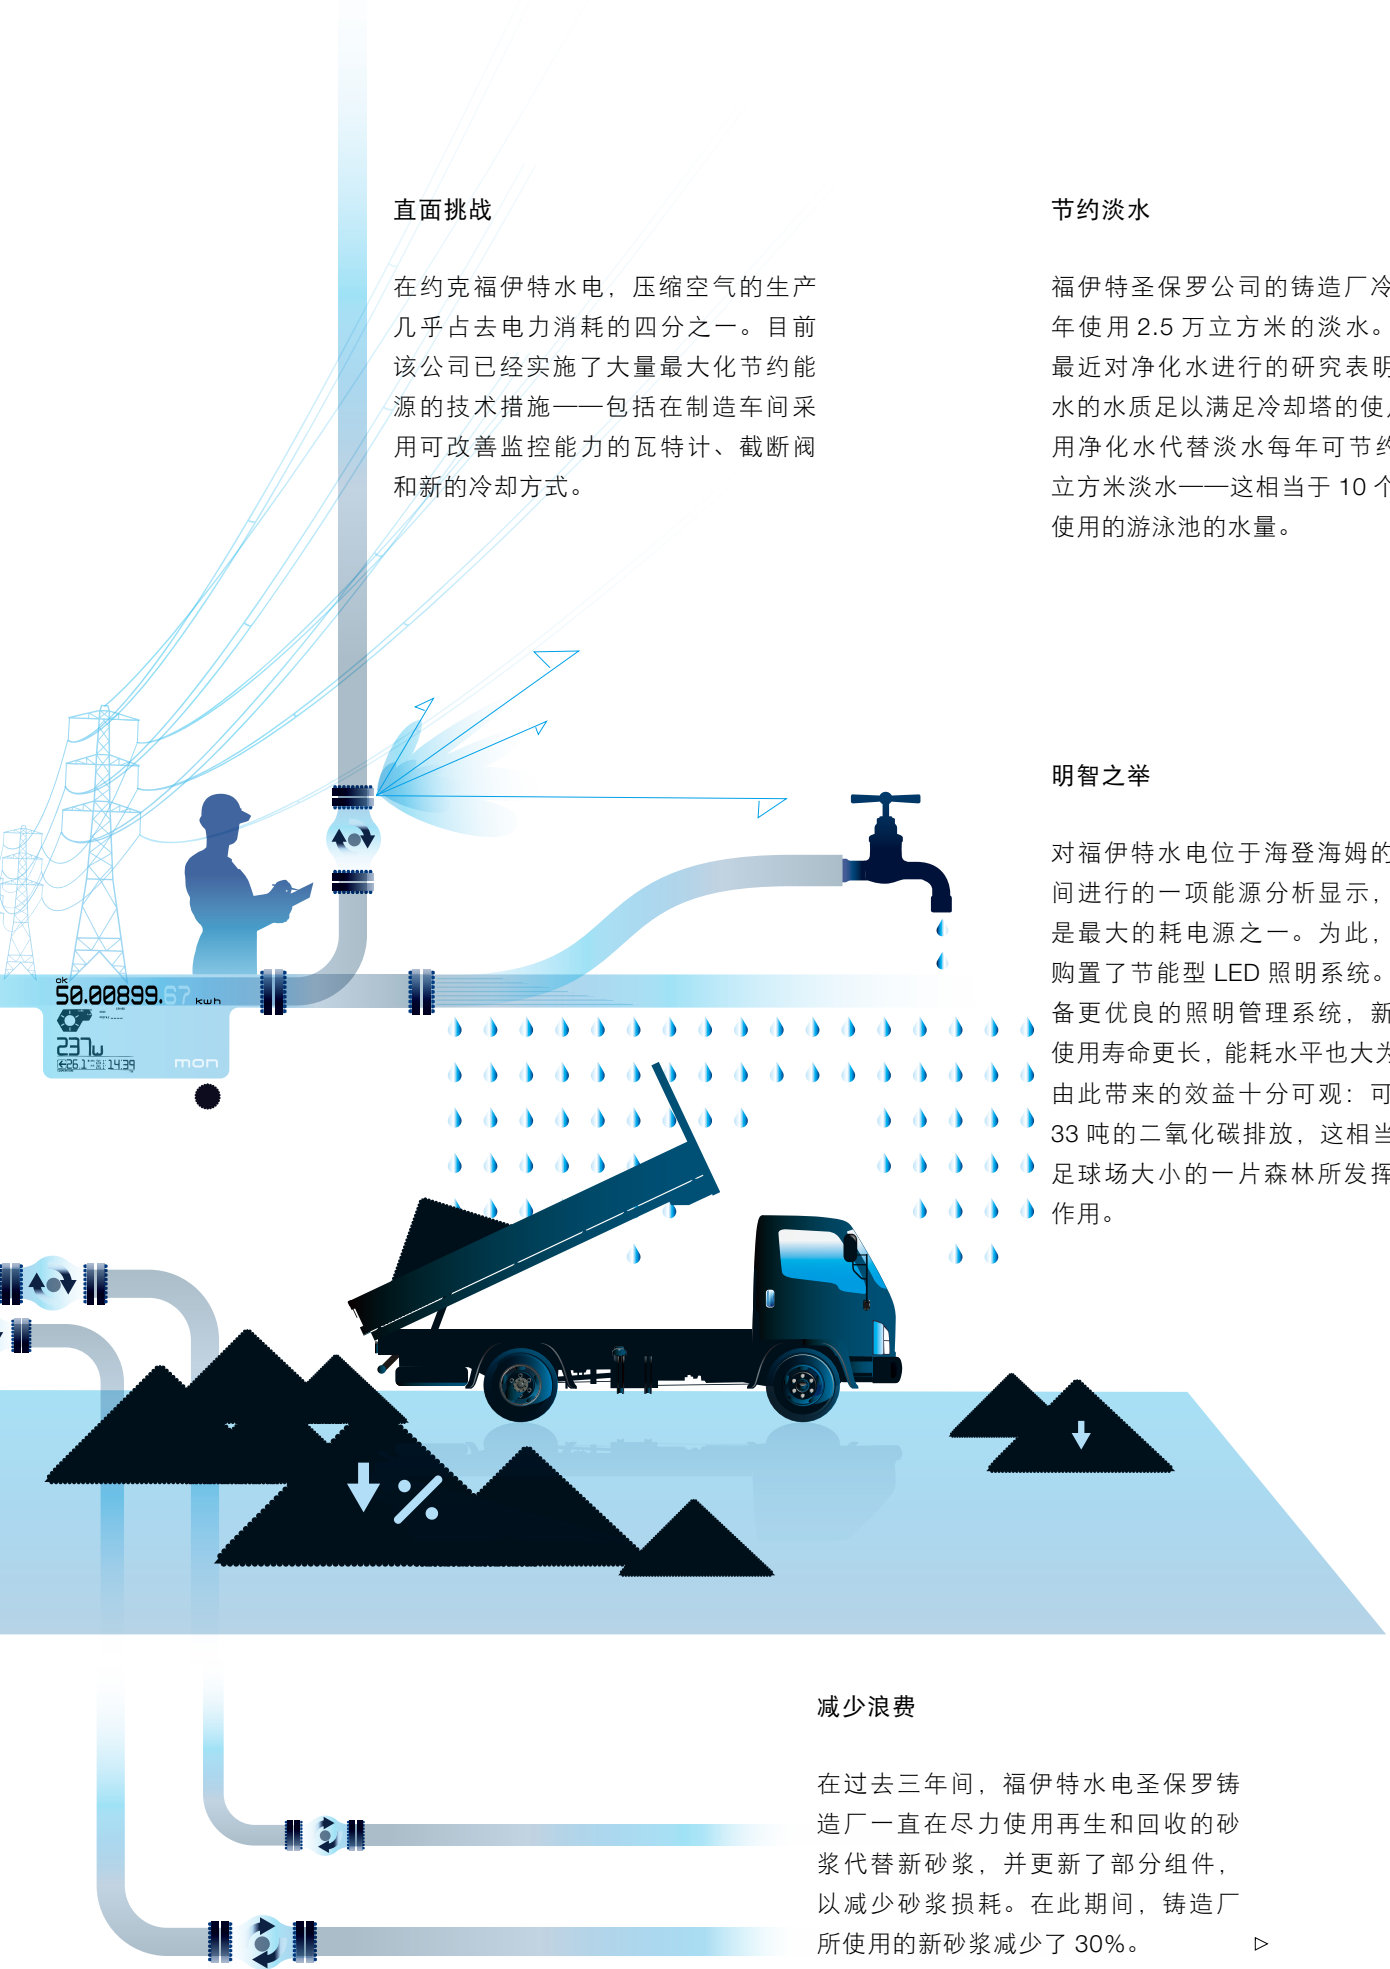 直面挑战
在约克福伊特水电，压缩空气的生产
几乎占去电力消耗的四分之一。目前
该公司已经实施了大量最大化节约能
源的技术措施——包括在制造车间采
用可改善监控能力的瓦特计、截断阀
和新的冷却方式。
节约淡水
福伊特圣保罗公司的铸造厂冷
年使用 2.5 万立方米的淡水。
最近对净化水进行的研究表明
水的水质足以满足冷却塔的使
用净化水代替淡水每年可节约
立方米淡水——这相当于 10 个
使用的游泳池的水量。
明智之举
对福伊特水电位于海登海姆的
间进行的一项能源分析显示，
是最大的耗电源之一。为此，
购置了节能型 LED 照明系统。
备更优良的照明管理系统，新
使用寿命更长，能耗水平也大为
由此带来的效益十分可观：可
33 吨的二氧化碳排放，这相当
足球场大小的一片森林所发挥
作用。
ok
50.00899.67 kwh
237w
26.1 14:39
mon
%
减少浪费
在过去三年间，福伊特水电圣保罗铸
造厂一直在尽力使用再生和回收的砂
浆代替新砂浆，并更新了部分组件，
以减少砂浆损耗。在此期间，铸造厂
所使用的新砂浆减少了 30%。